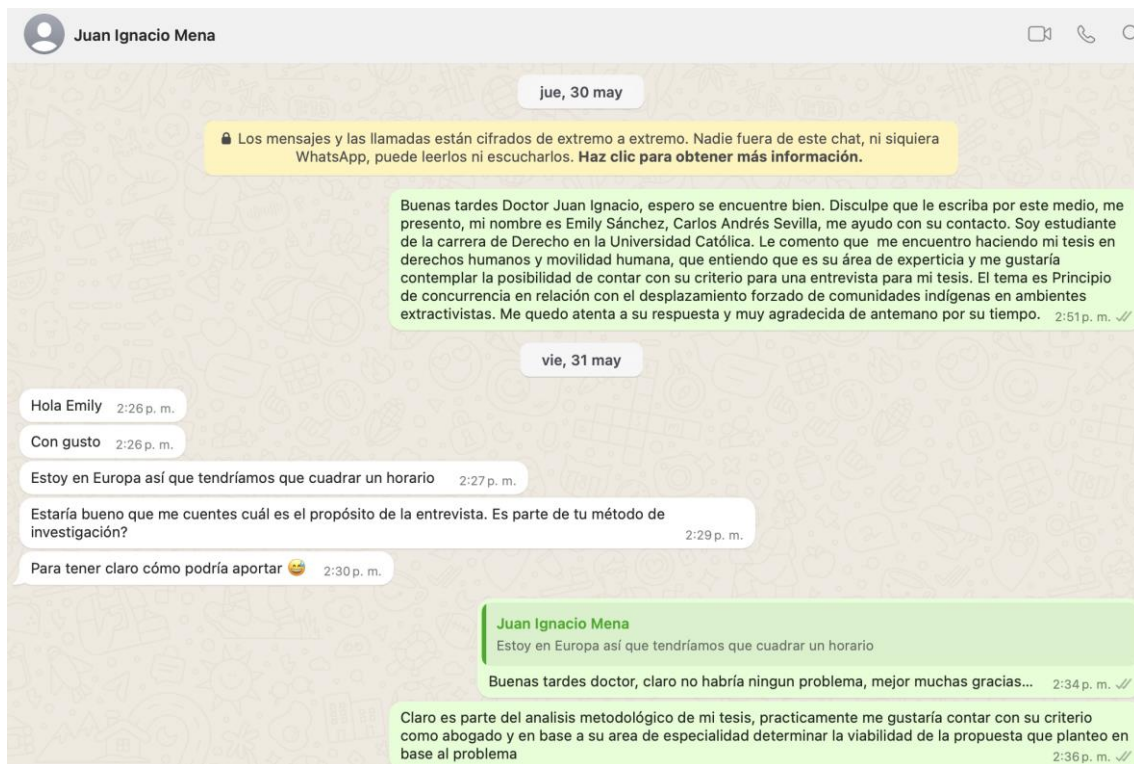 Juan Ignacio Mena
jue, 30 may
Los mensajes y las llamadas están cifrados de extremo a extremo. Nadie fuera de este chat, ni siquiera
WhatsApp, puede leerlos ni escucharlos. Haz clic para obtener más información.
Buenas tardes Doctor Juan Ignacio, espero se encuentre bien. Disculpe que le escriba por este medio, me
presento, mi nombre es Emily Sánchez, Carlos Andrés Sevilla, me ayudo con su contacto. Soy estudiante
de la carrera de Derecho en la Universidad Católica. Le comento que me encuentro haciendo mi tesis en
derechos humanos y movilidad humana, que entiendo que es su área de experticia y me gustaría
contemplar la posibilidad de contar con su criterio para una entrevista para mi tesis. El tema es Principio
de concurrencia en relación con el desplazamiento forzado de comunidades indígenas en ambientes
extractivistas. Me quedo atenta a su respuesta y muy agradecida de antemano por su tiempo. 2:51 p. m.
vie, 31 may
Hola Emily 2:26 p. m.
Con gusto 2:26 p. m.
Estoy en Europa así que tendríamos que cuadrar un horario 2:27 p. m.
Estaría bueno que me cuentes cuál es el propósito de la entrevista. Es parte de tu método de
investigación? 2:29 p. m.
Para tener claro cómo podría aportar 😅 2:30 p. m.
Juan Ignacio Mena
Estoy en Europa así que tendríamos que cuadrar un horario
Buenas tardes doctor, claro no habría ningun problema, mejor muchas gracias... 2:34 p. m.
Claro es parte del analisis metodológico de mi tesis, practicamente me gustaría contar con su criterio
como abogado y en base a su area de especialidad determinar la viabilidad de la propuesta que planteo en
base al problema 2:36 p. m.